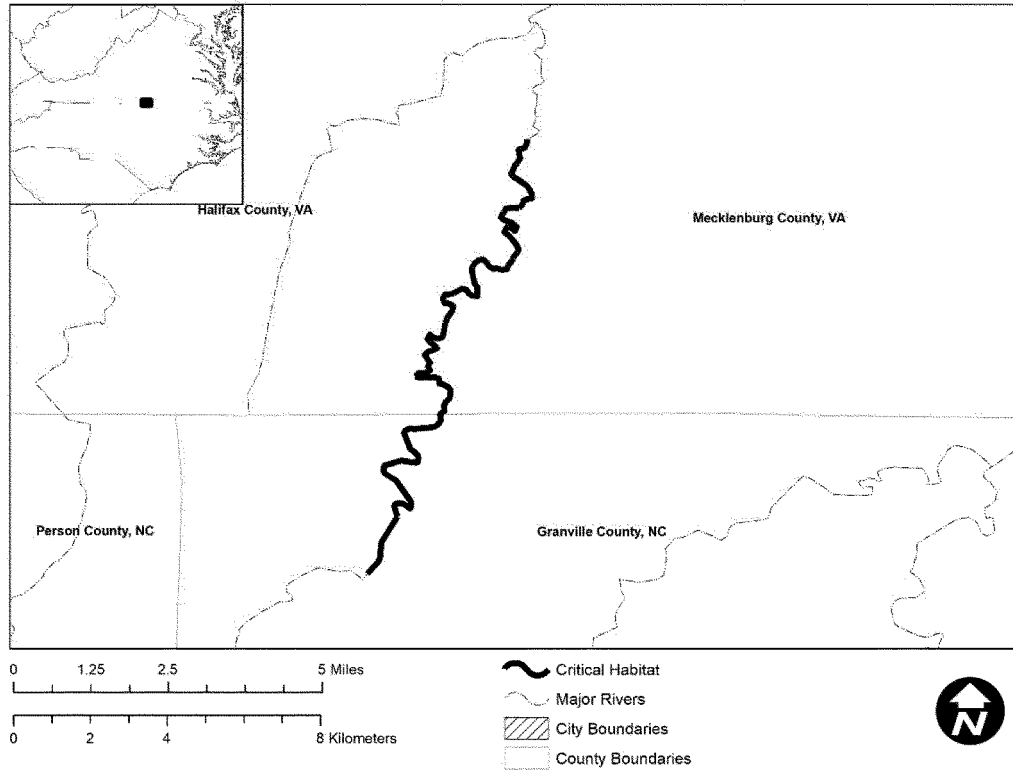 Halifax County, VA
Mecklenburg County, VA
Person County, NC
Granville County, NC
0 1.25 2.5 5 Miles
0 2 4 8 Kilometers
Critical Habitat
Major Rivers
City Boundaries
County Boundaries
N